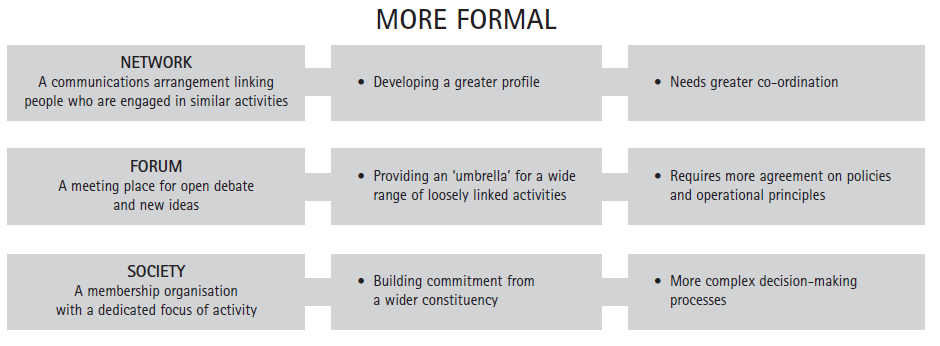 MORE FORMAL
NETWORK
A communications arrangement linking
people who are engaged in similar activities
• Developing a greater profile
• Needs greater co-ordination
FORUM
A meeting place for open debate
and new ideas
• Providing an ‘umbrella’ for a wide
range of loosely linked activities
• Requires more agreement on policies
and operational principles
SOCIETY
A membership organisation
with a dedicated focus of activity
• Building commitment from
a wider constituency
• More complex decision-making
processes